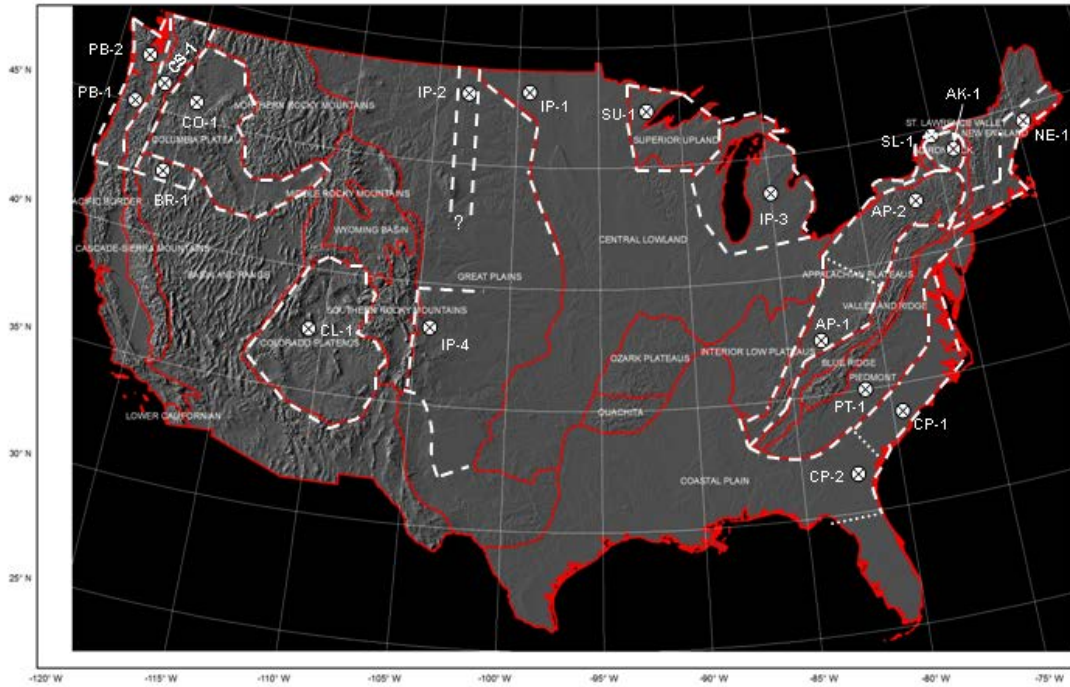 45° N
40° N
35° N
30° N
25° N
PB-2
PB-1
CS-1
CO-1
NORTHERN ROCKY MOUNTAINS
COLUMBIA PLATEAU
BR-1
PACIFIC BORDER
CASCADE-SIERRA MOUNTAINS
MIDDLE ROCKY MOUNTAINS
WYOMING BASIN
BASIN AND RANGE
SOUTHERN ROCKY MOUNTAINS
CL-1
COLORADO PLATEAUS
LOWER CALIFORNIAN
IP-2
IP-1
?
GREAT PLAINS
IP-4
SU-1
SUPERIOR UPLAND
IP-3
CENTRAL LOWLAND
OZARK PLATEAUS
OUACHITA
INTERIOR LOW PLATEAUS
COASTAL PLAIN
AK-1
ST. LAWRENCE VALLEY
NEW ENGLAND
SL-1
NE-1
AP-2
APPALACHIAN PLATEAUS
VALLEY AND RIDGE
AP-1
BLUE RIDGE
PIEDMONT
PT-1
CP-1
CP-2
-120° W
-115° W
-110° W
-105° W
-100° W
-95° W
-90° W
-85° W
-80° W
-75° W